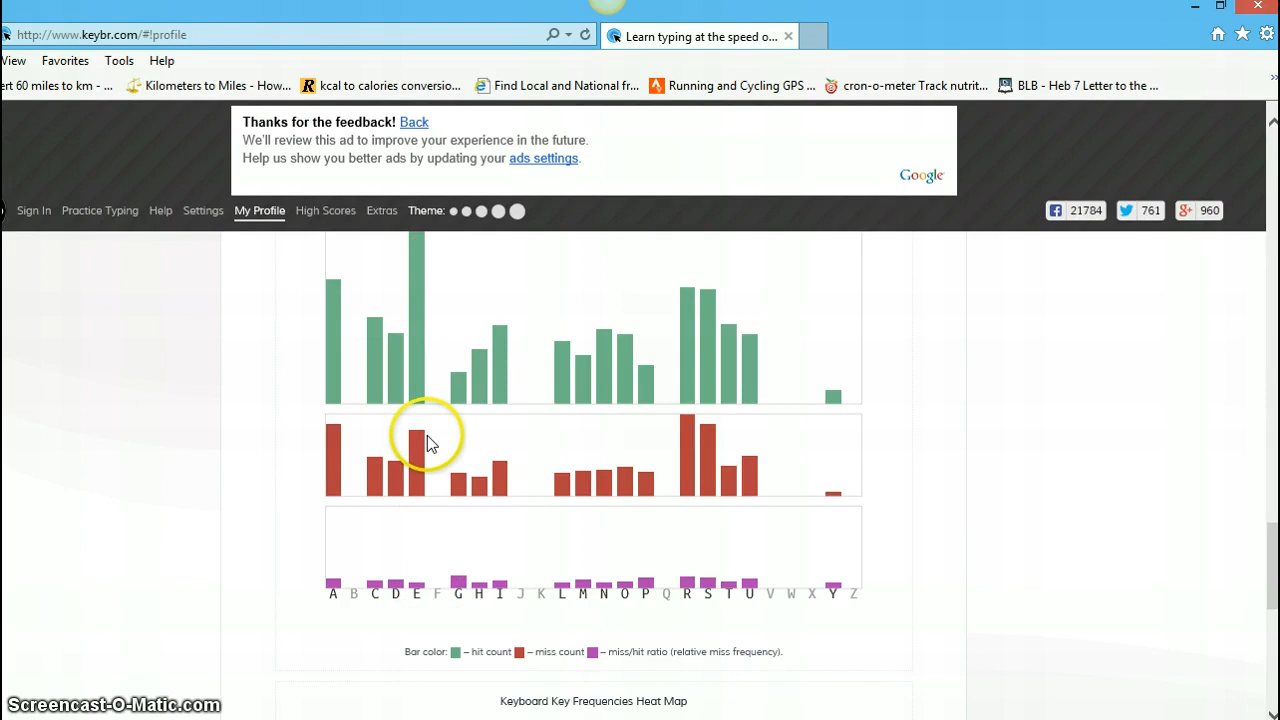 http://www.keybr.com/#!profile
Learn typing at the speed o...
View Favorites Tools Help
ert 60 miles to km - ... Kilometers to Miles - How... kcal to calories conversio... Find Local and National fr... Running and Cycling GPS ... cron-o-meter Track nutrit... BLB - Heb 7 Letter to the ...
Thanks for the feedback! Back
We'll review this ad to improve your experience in the future.
Help us show you better ads by updating your ads settings.
Google
Sign In Practice Typing Help Settings My Profile High Scores Extras Theme: 21784 761 960
A B C D E F G H I J K L M N O P Q R S T U V W X Y Z
Bar color: – hit count – miss count – miss/hit ratio (relative miss frequency).
Keyboard Key Frequencies Heat Map
Screencast-O-Matic.com